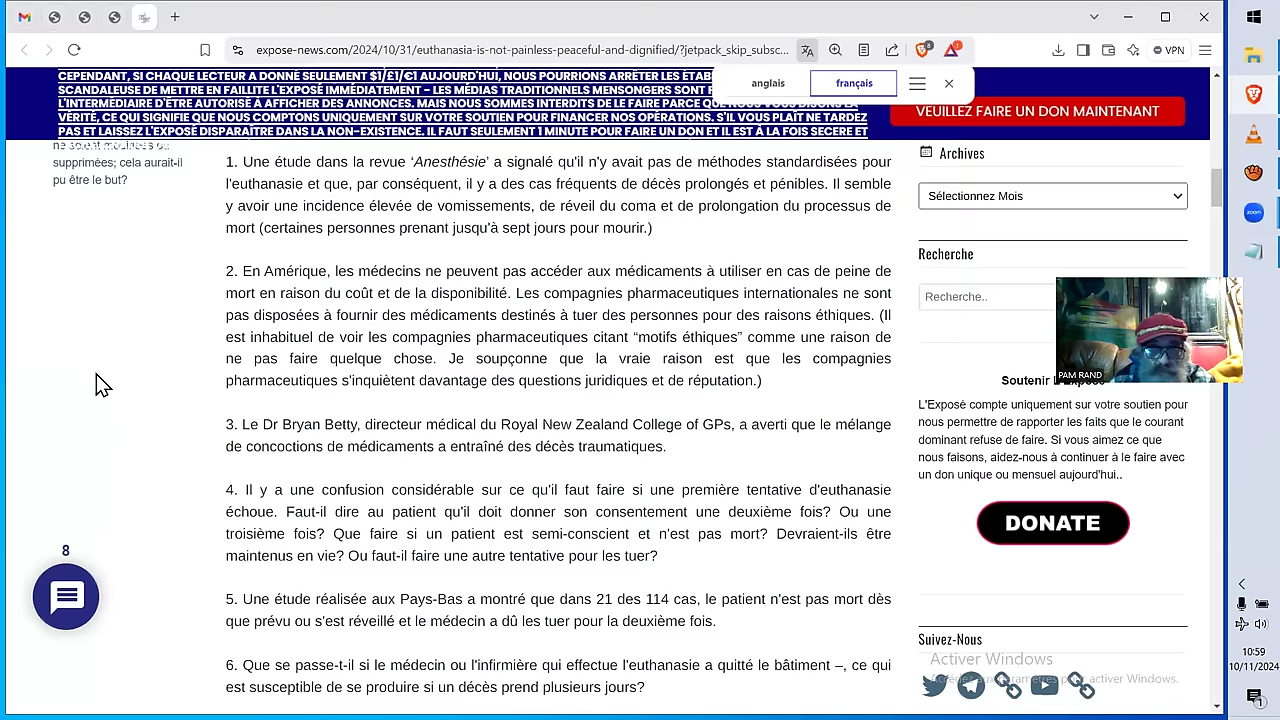 expose-news.com/2024/10/31/euthanasia-is-not-painless-peaceful-and-dignified/?jetpack_skip_subsc...
8
1
VPN
anglais
français
CEPENDANT, SI CHAQUE LECTEUR A DONNÉ SEULEMENT $1/£1/€1 AUJOURD'HUI, NOUS POURRIONS ARRÊTER LES
SCANDALEUSE DE METTRE EN FAILLITE L'EXPOSÉ IMMÉDIATEMENT – LES MÉDIAS TRADITIONNELS MENSONGERS SONT
L'INTERMÉDIAIRE D'ÊTRE AUTORISÉ À AFFICHER DES ANNONCES. MAIS NOUS SOMMES INTERDITS DE LE FAIRE PARCE QUE NOUS VOUS DISONS LA
VÉRITÉ, CE QUI SIGNIFIE QUE NOUS COMPTONS UNIQUEMENT SUR VOTRE SOUTIEN POUR FINANCER NOS OPÉRATIONS. S'IL VOUS PLAÎT NE TARDEZ
PAS ET LAISSEZ L'EXPOSÉ DISPARAÎTRE DANS LA NON-EXISTENCE. IL FAUT SEULEMENT 1 MINUTE POUR FAIRE UN DON ET IL EST À LA FOIS SECERE ET
VEUILLEZ FAIRE UN DON MAINTENANT
supprimées; cela aurait-il
pu être le but?
1. Une étude dans la revue ‘Anesthésie’ a signalé qu'il n'y avait pas de méthodes standardisées pour
l'euthanasie et que, par conséquent, il y a des cas fréquents de décès prolongés et pénibles. Il semble
y voir une incidence élevée de vomissements, de réveil du coma et de prolongation du processus de
mort (certaines personnes prenant jusqu'à sept jours pour mourir.)
2. En Amérique, les médecins ne peuvent pas accéder aux médicaments à utiliser en cas de peine de
mort en raison du coût et de la disponibilité. Les compagnies pharmaceutiques internationales ne sont
pas disposées à fournir des médicaments destinés à tuer des personnes pour des raisons éthiques. (Il
est inhabituel de voir les compagnies pharmaceutiques citant “motifs éthiques” comme une raison de
ne pas faire quelque chose. Je soupçonne que la vraie raison est que les compagnies
pharmaceutiques s'inquiètent davantage des questions juridiques et de réputation.)
3. Le Dr Bryan Betty, directeur médical du Royal New Zealand College of GPs, a averti que le mélange
de concoctions de médicaments a entraîné des décès traumatiques.
4. Il y a une confusion considérable sur ce qu'il faut faire si une première tentative d'euthanasie
échoue. Faut-il dire au patient qu'il doit donner son consentement une deuxième fois? Ou une
troisième fois? Que faire si un patient est semi-conscient et n'est pas mort? Devraient-ils être
maintenus en vie? Ou faut-il faire une autre tentative pour les tuer?
5. Une étude réalisée aux Pays-Bas a montré que dans 21 des 114 cas, le patient n'est pas mort dès
que prévu ou s'est réveillé et le médecin a dû les tuer pour la deuxième fois.
6. Que se passe-t-il si le médecin ou l'infirmière qui effectue l'euthanasie a quitté le bâtiment –, ce qui
est susceptible de se produire si un décès prend plusieurs jours?
8
Archives
Sélectionnez Mois
Recherche
Recherche..
PAM RAND
Soutenir
L'Exposé compte uniquement sur votre soutien pour
nous permettre de rapporter les faits que le courant
dominant refuse de faire. Si vous aimez ce que
nous faisons, aidez-nous à continuer à le faire avec
un don unique ou mensuel aujourd'hui..
DONATE
Suivez-Nous
Activer Windows
activer Windows.
zoom
10:59
10/11/2024
1